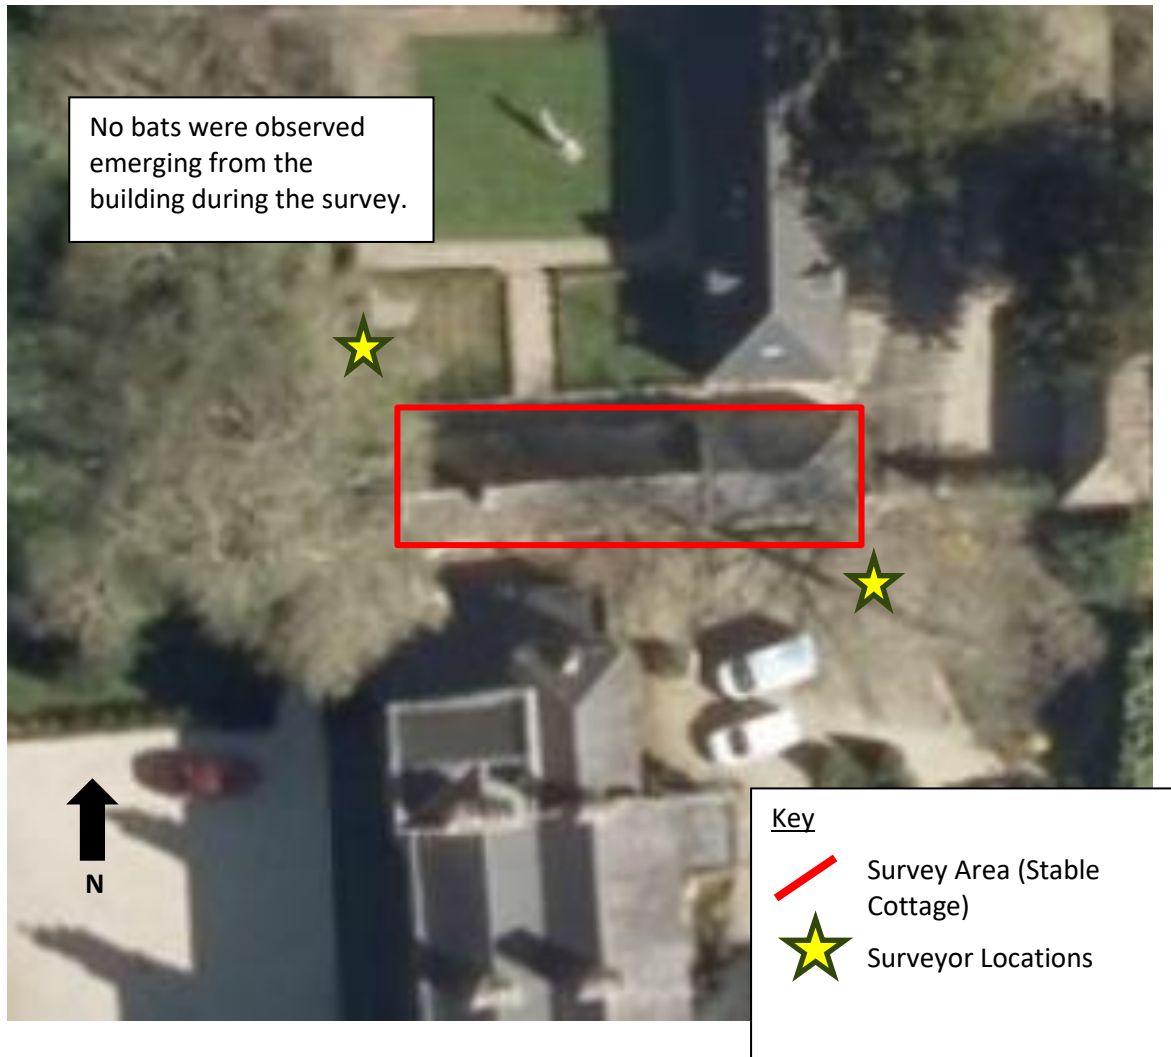 No bats were observed
emerging from the
building during the survey.
N
Key
Survey Area (Stable
Cottage)
Surveyor Locations